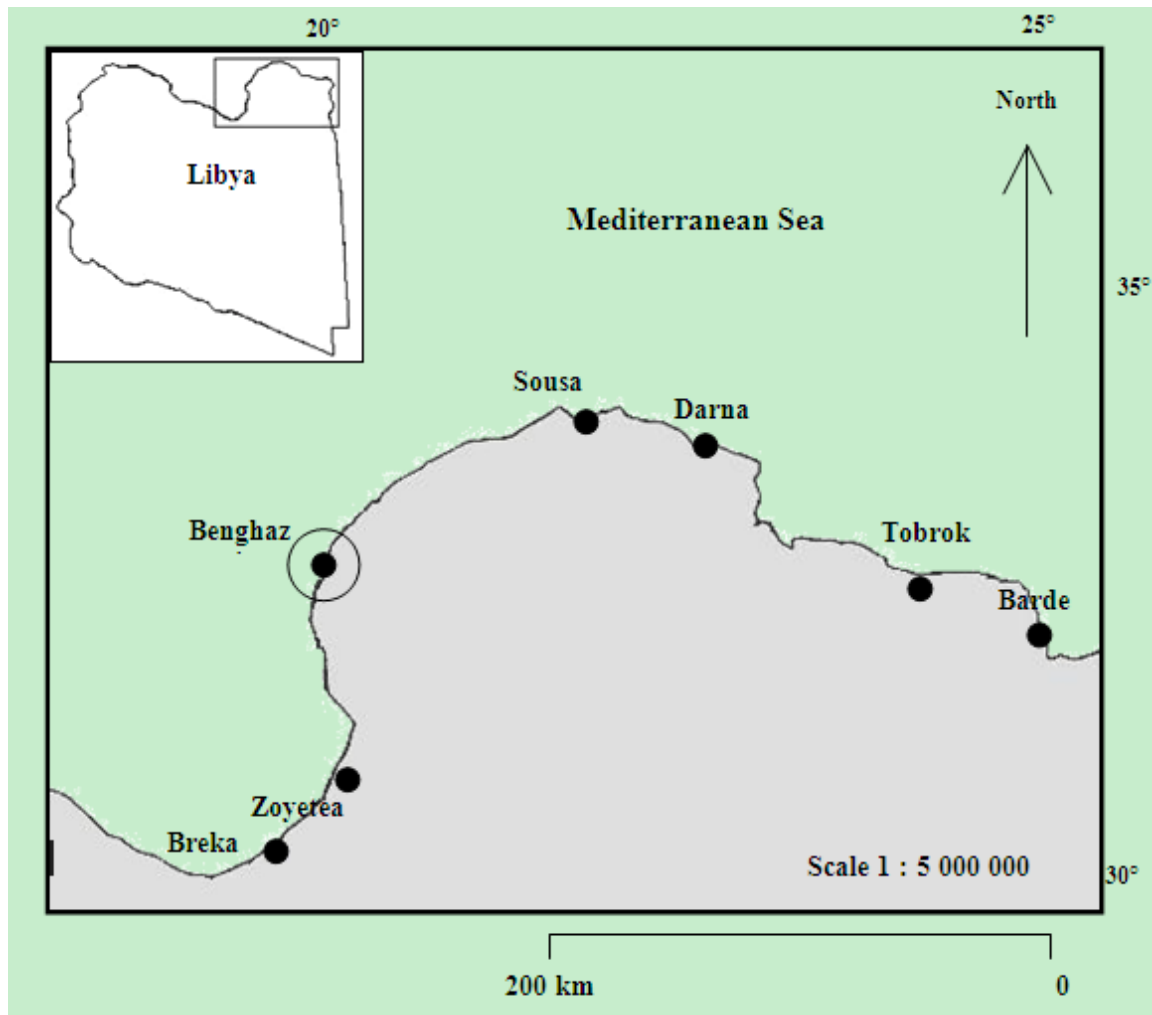 20°
25°
North
Libya
Mediterranean Sea
35°
Sousa
Darna
Benghaz
Tobrok
Barde
Zoyetea
Breka
Scale 1 : 5 000 000
30°
200 km
0